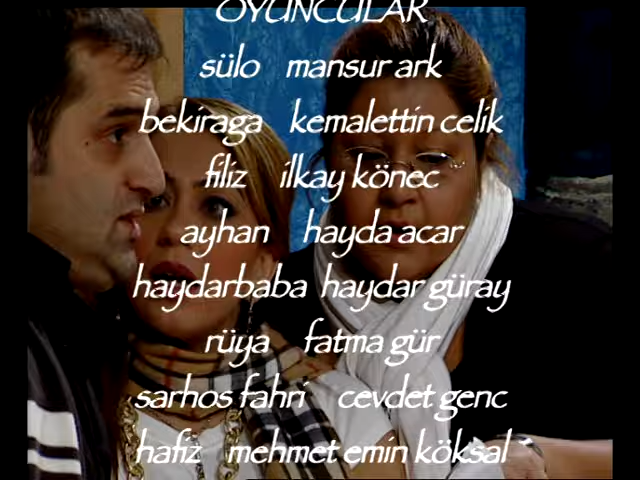 OYUNCULAR
sülo mansur ark
bekiraga kemalettin celik
filiz ilkay könec
ayhan hayda acar
haydarbaba haydar güray
rüya fatma gür
sarhos fahri cevdet genc
hafiz mehmet emin köksal